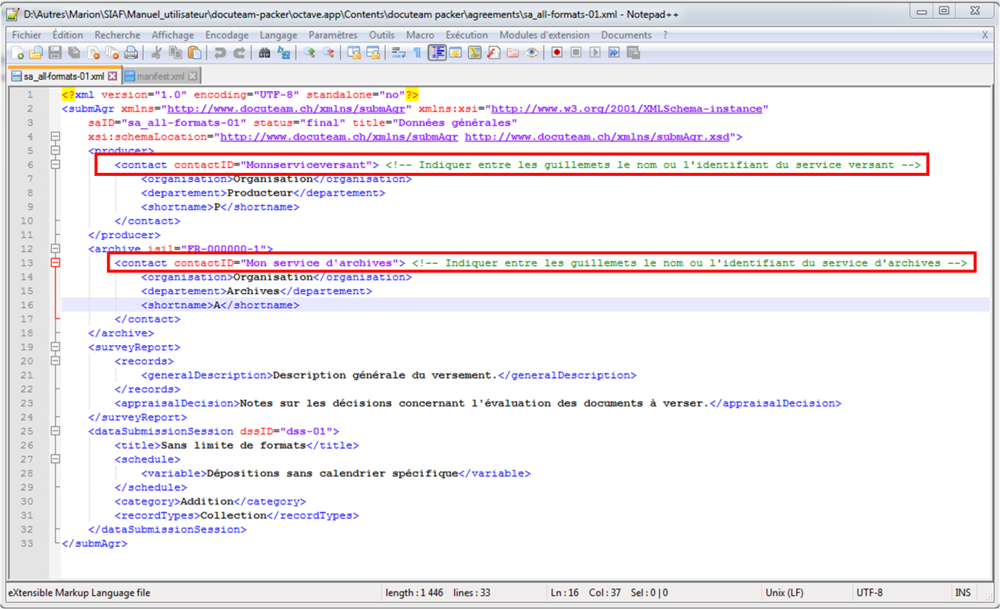 D:\Autres\Marion\SIAF\Manuel_utilisateur\docuteam-packer\octave.app\Contents\docuteam packer\agreements\sa_all-formats-01.xml - Notepad++
Fichier Édition Recherche Affichage Encodage Langage Paramètres Outils Macro Exécution Modules d'extension Documents ? X
sa_all-formats-01.xml manifest.xml
1 <?xml version="1.0" encoding="UTF-8" standalone="no"?>
2 <submAgr xmlns="http://www.docuteam.ch/xmlns/submAgr" xmlns:xsi="http://www.w3.org/2001/XMLSchema-instance"
3 saID="sa_all-formats-01" status="final" title="Données générales"
4 xsi:schemaLocation="http://www.docuteam.ch/xmlns/submAgr http://www.docuteam.ch/xmlns/submAgr.xsd">
5 <producer>
6 <contact contactID="Monnserviceversant"> <!-- Indiquer entre les guillemets le nom ou l'identifiant du service versant -->
7 <organisation>Organisation</organisation>
8 <departement>Producteur</departement>
9 <shortname>P</shortname>
10 </contact>
11 </producer>
12 <archive isil="FR-000000-1">
13 <contact contactID="Mon service d'archives"> <!-- Indiquer entre les guillemets le nom ou l'identifiant du service d'archives -->
14 <organisation>Organisation</organisation>
15 <departement>Archives</departement>
16 <shortname>A</shortname>
17 </contact>
18 </archive>
19 <surveyReport>
20 <records>
21 <generalDescription>Description générale du versement.</generalDescription>
22 </records>
23 <appraisalDecision>Notes sur les décisions concernant l'évaluation des documents à verser.</appraisalDecision>
24 </surveyReport>
25 <dataSubmissionSession dssID="dss-01">
26 <title>Sans limite de formats</title>
27 <schedule>
28 <variable>Dépositions sans calendrier spécifique</variable>
29 </schedule>
30 <category>Addition</category>
31 <recordTypes>Collection</recordTypes>
32 </dataSubmissionSession>
33 </submAgr>
eXtensible Markup Language file length : 1 446 lines : 33 Ln : 16 Col : 37 Sel : 0 | 0 Unix (LF) UTF-8 INS